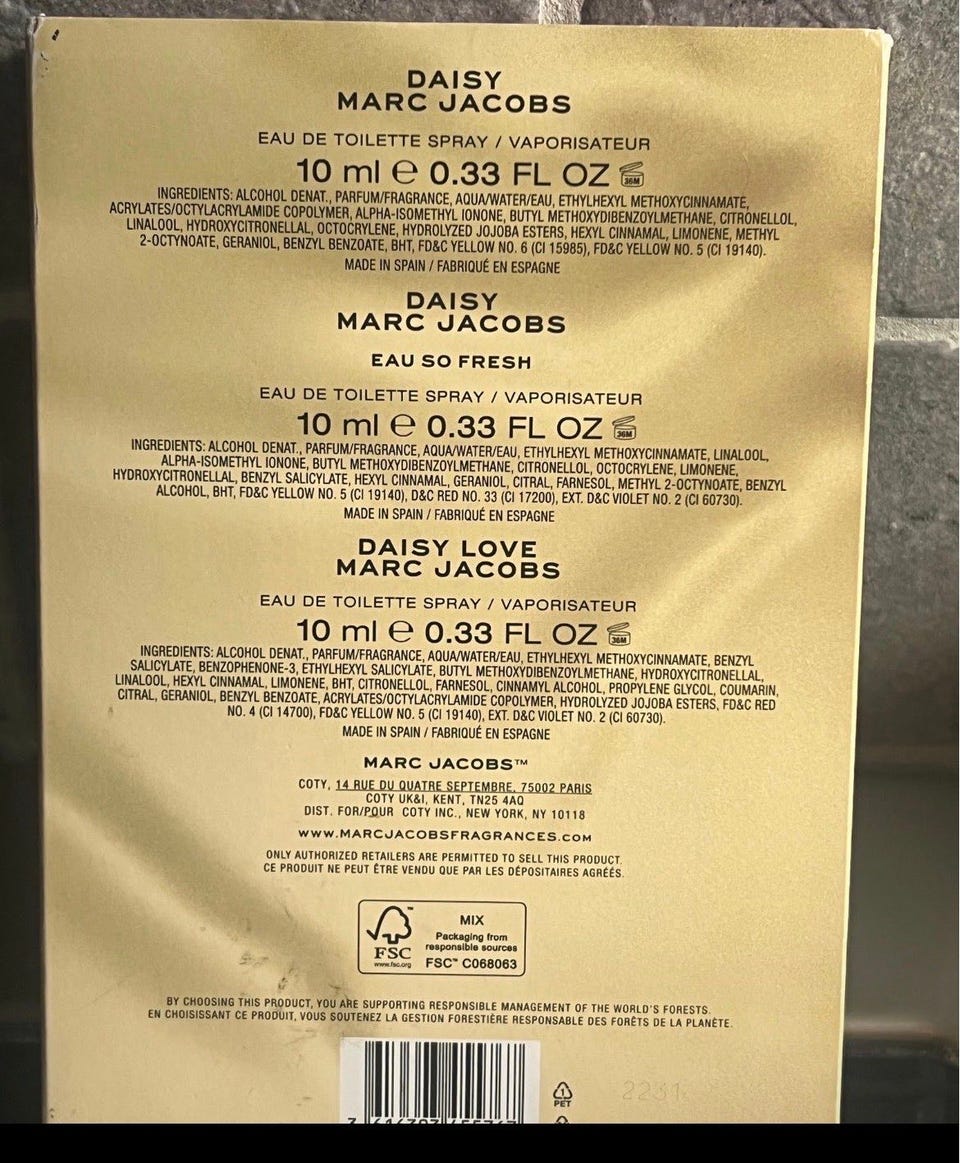 DAISY
MARC JACOBS
EAU DE TOILETTE SPRAY / VAPORISATEUR
10 ml e 0.33 FL OZ 36M
INGREDIENTS: ALCOHOL DENAT., PARFUM/FRAGRANCE, AQUA/WATER/EAU, ETHYLHEXYL METHOXYCINNAMATE,
ACRYLATES/OCTYLACRYLAMIDE COPOLYMER, ALPHA-ISOMETHYL IONONE, BUTYL METHOXYDIBENZOYLMETHANE, CITRONELLOL,
LINALOOL, HYDROXYCITRONELLAL, OCTOCRYLENE, HYDROLYZED JOJOBA ESTERS, HEXYL CINNAMAL, LIMONENE, METHYL
2-OCTYNOATE, GERANIOL, BENZYL BENZOATE, BHT, FD&C YELLOW NO. 6 (CI 15985), FD&C YELLOW NO. 5 (CI 19140).
MADE IN SPAIN / FABRIQUÉ EN ESPAGNE
DAISY
MARC JACOBS
EAU SO FRESH
EAU DE TOILETTE SPRAY / VAPORISATEUR
10 ml e 0.33 FL OZ 36M
INGREDIENTS: ALCOHOL DENAT., PARFUM/FRAGRANCE, AQUA/WATER/EAU, ETHYLHEXYL METHOXYCINNAMATE, LINALOOL,
ALPHA-ISOMETHYL IONONE, BUTYL METHOXYDIBENZOYLMETHANE, CITRONELLOL, OCTOCRYLENE, LIMONENE,
HYDROXYCITRONELLAL, BENZYL SALICYLATE, HEXYL CINNAMAL, GERANIOL, CITRAL, FARNESOL, METHYL 2-OCTYNOATE, BENZYL
ALCOHOL, BHT, FD&C YELLOW NO. 5 (CI 19140), D&C RED NO. 33 (CI 17200), EXT. D&C VIOLET NO. 2 (CI 60730).
MADE IN SPAIN / FABRIQUÉ EN ESPAGNE
DAISY LOVE
MARC JACOBS
EAU DE TOILETTE SPRAY / VAPORISATEUR
10 ml e 0.33 FL OZ 36M
INGREDIENTS: ALCOHOL DENAT., PARFUM/FRAGRANCE, AQUA/WATER/EAU, ETHYLHEXYL METHOXYCINNAMATE, BENZYL
SALICYLATE, BENZOPHENONE-3, ETHYLHEXYL SALICYLATE, BUTYL METHOXYDIBENZOYLMETHANE, HYDROXYCITRONELLAL,
LINALOOL, HEXYL CINNAMAL, LIMONENE, BHT, CITRONELLOL, FARNESOL, CINNAMYL ALCOHOL, PROPYLENE GLYCOL, COUMARIN,
CITRAL, GERANIOL, BENZYL BENZOATE, ACRYLATES/OCTYLACRYLAMIDE COPOLYMER, HYDROLYZED JOJOBA ESTERS, FD&C RED
NO. 4 (CI 14700), FD&C YELLOW NO. 5 (CI 19140), EXT. D&C VIOLET NO. 2 (CI 60730).
MADE IN SPAIN / FABRIQUÉ EN ESPAGNE
MARC JACOBS™
COTY, 14 RUE DU QUATRE SEPTEMBRE, 75002 PARIS
COTY UK&I, KENT, TN25 4AQ
DIST. FOR/POUR COTY INC., NEW YORK, NY 10118
WWW.MARCJACOBSFRAGRANCES.COM
ONLY AUTHORIZED RETAILERS ARE PERMITTED TO SELL THIS PRODUCT.
CE PRODUIT NE PEUT ÊTRE VENDU QUE PAR LES DÉPOSITAIRES AGRÉÉS.
FSC
www.fsc.org
MIX
Packaging from
responsible sources
FSC™ C068063
BY CHOOSING THIS PRODUCT, YOU ARE SUPPORTING RESPONSIBLE MANAGEMENT OF THE WORLD'S FORESTS.
EN CHOISISSANT CE PRODUIT, VOUS SOUTENEZ LA GESTION FORESTIÈRE RESPONSABLE DES FORÊTS DE LA PLANÈTE.
1
PET